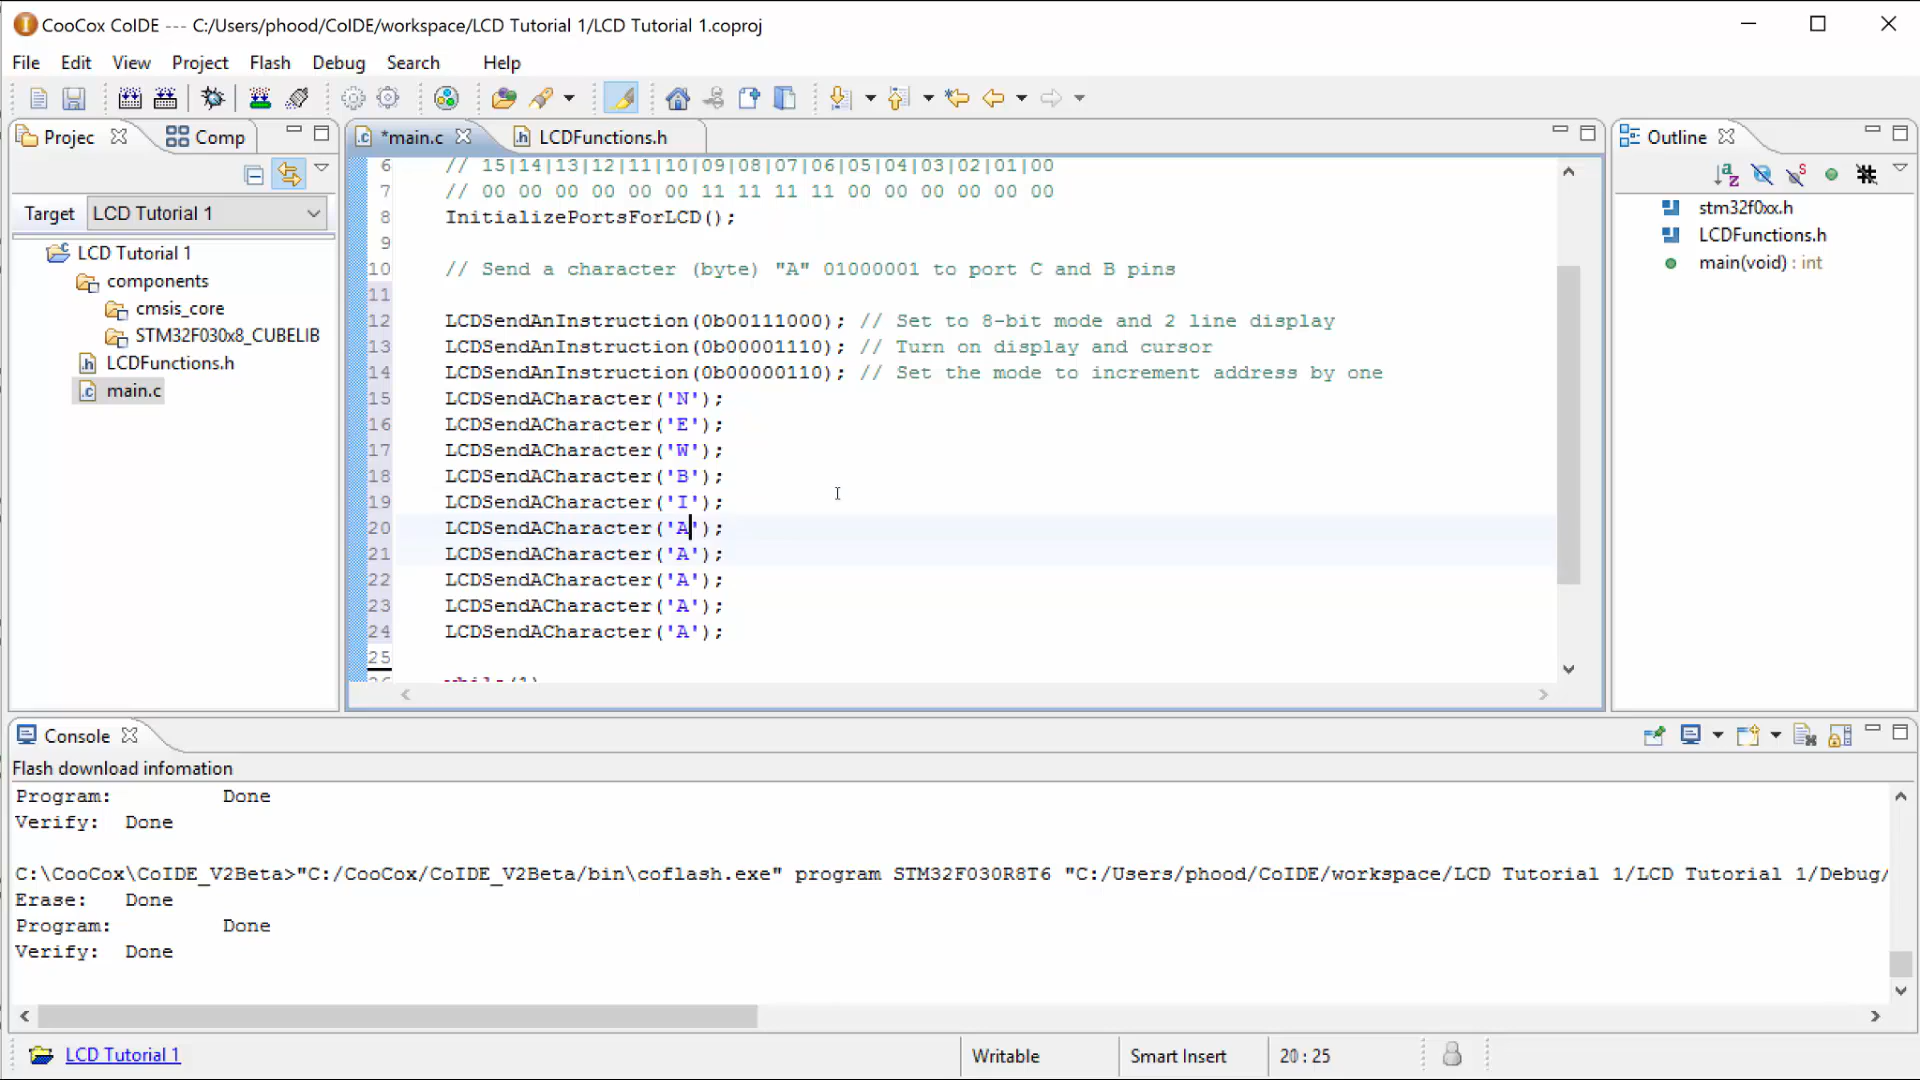 CooCox CoIDE --- C:/Users/phood/CoIDE/workspace/LCD Tutorial 1/LCD Tutorial 1.coproj
File Edit View Project Flash Debug Search Help
Projec Comp
*main.c LCDFunctions.h
Outline
Target LCD Tutorial 1
LCD Tutorial 1
components
cmsis_core
STM32F030x8_CUBELIB
LCDFunctions.h
main.c
6 // 15|14|13|12|11|10|09|08|07|06|05|04|03|02|01|00
7 // 00 00 00 00 00 00 11 11 11 11 00 00 00 00 00 00
8 InitializePortsForLCD();
9
10 // Send a character (byte) "A" 01000001 to port C and B pins
11
12 LCDSendAnInstruction(0b00111000); // Set to 8-bit mode and 2 line display
13 LCDSendAnInstruction(0b00001110); // Turn on display and cursor
14 LCDSendAnInstruction(0b00000110); // Set the mode to increment address by one
15 LCDSendACharacter('N');
16 LCDSendACharacter('E');
17 LCDSendACharacter('W');
18 LCDSendACharacter('B');
19 LCDSendACharacter('I');
20 LCDSendACharacter('A');
21 LCDSendACharacter('A');
22 LCDSendACharacter('A');
23 LCDSendACharacter('A');
24 LCDSendACharacter('A');
25
stm32f0xx.h
LCDFunctions.h
main(void) : int
Console
Flash download infomation
Program: Done
Verify: Done
C:\CooCox\CoIDE_V2Beta>"C:/CooCox/CoIDE_V2Beta/bin\coflash.exe" program STM32F030R8T6 "C:/Users/phood/CoIDE/workspace/LCD Tutorial 1/LCD Tutorial 1/Debug/
Erase: Done
Program: Done
Verify: Done
LCD Tutorial 1
Writable
Smart Insert
20 : 25